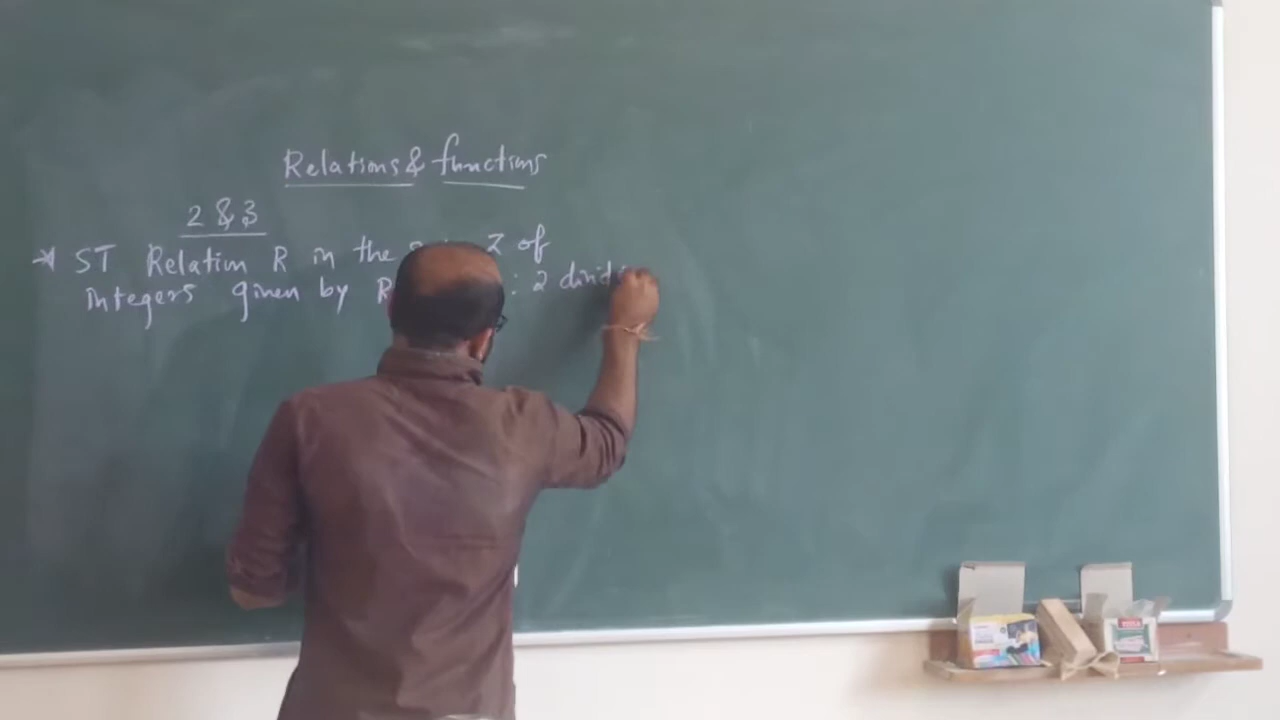 Relations & functions
2 & 3
* ST Relation R in the Z of
integers given by R : 2 divid